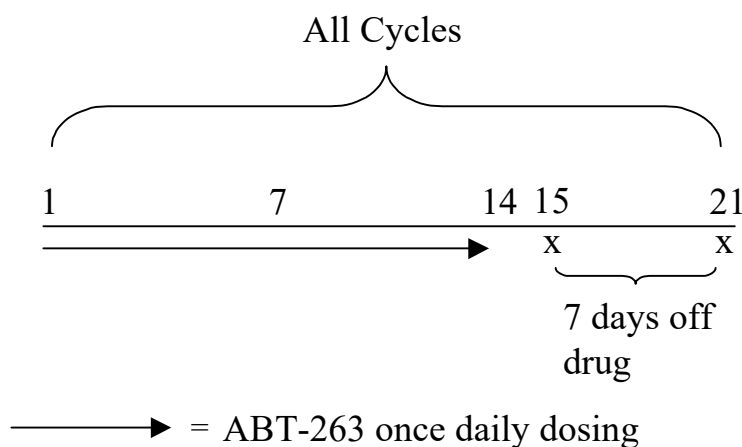 All Cycles
1 7 14 15 21
x x
7 days off
drug
= ABT-263 once daily dosing